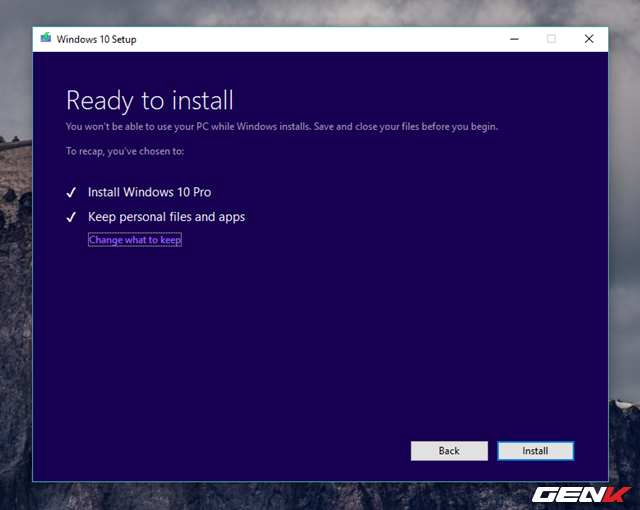 Windows 10 Setup
Ready to install
You won't be able to use your PC while Windows installs. Save and close your files before you begin.
To recap, you've chosen to:
Install Windows 10 Pro
Keep personal files and apps
Change what to keep
Back
Install
GENK